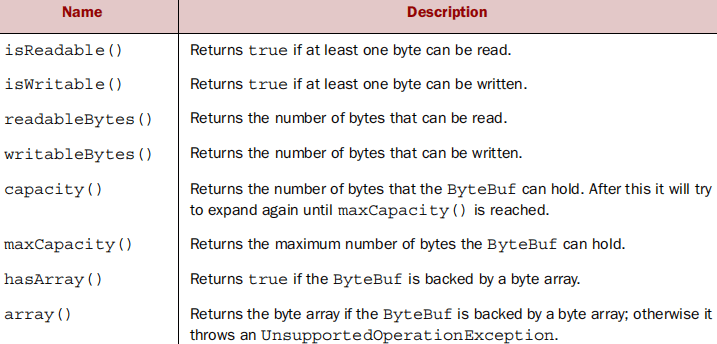 Name Description
isReadable() Returns true if at least one byte can be read.
isWritable() Returns true if at least one byte can be written.
readableBytes() Returns the number of bytes that can be read.
writableBytes() Returns the number of bytes that can be written.
capacity() Returns the number of bytes that the ByteBuf can hold. After this it will try
to expand again until maxCapacity() is reached.
maxCapacity() Returns the maximum number of bytes the ByteBuf can hold.
hasArray() Returns true if the ByteBuf is backed by a byte array.
array() Returns the byte array if the ByteBuf is backed by a byte array; otherwise it
throws an UnsupportedOperationException.